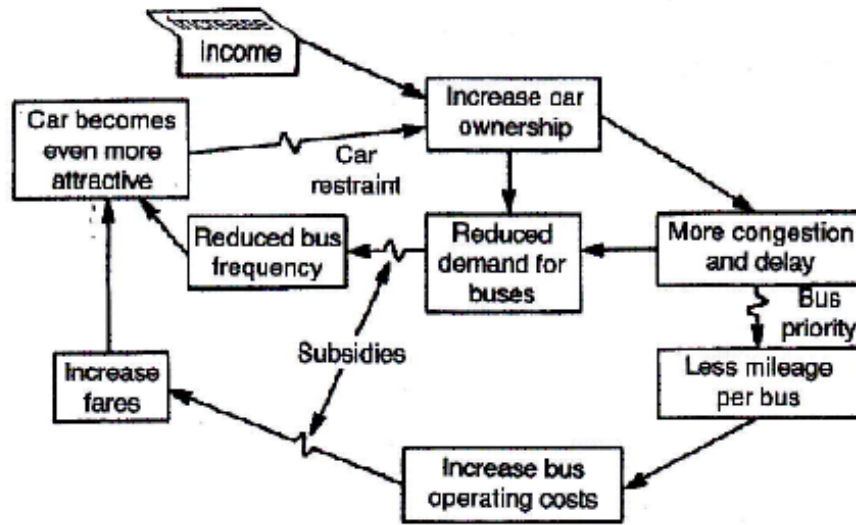 Increase
income
Increase car
ownership
Car becomes
even more
attractive
Car
restraint
Reduced bus
frequency
Reduced
demand for
buses
More congestion
and delay
Bus
priority
Subsidies
Increase
fares
Less mileage
per bus
Increase bus
operating costs